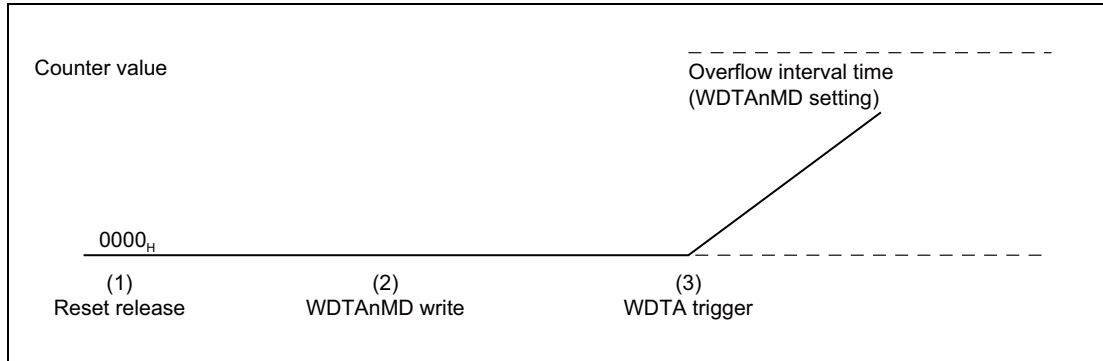 Counter value
Overflow interval time
(WDTAnMD setting)
0000H
(1)
Reset release
(2)
WDTAnMD write
(3)
WDTA trigger